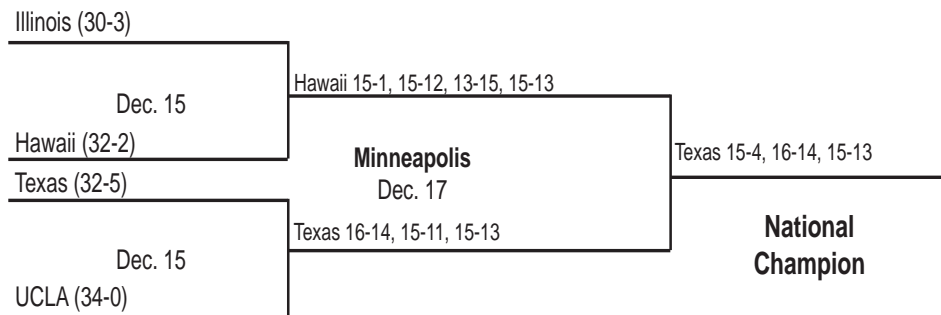 Illinois (30-3)
Hawaii 15-1, 15-12, 13-15, 15-13
Dec. 15
Hawaii (32-2)
Minneapolis
Dec. 17
Texas 15-4, 16-14, 15-13
Texas (32-5)
Texas 16-14, 15-11, 15-13
National
Champion
Dec. 15
UCLA (34-0)